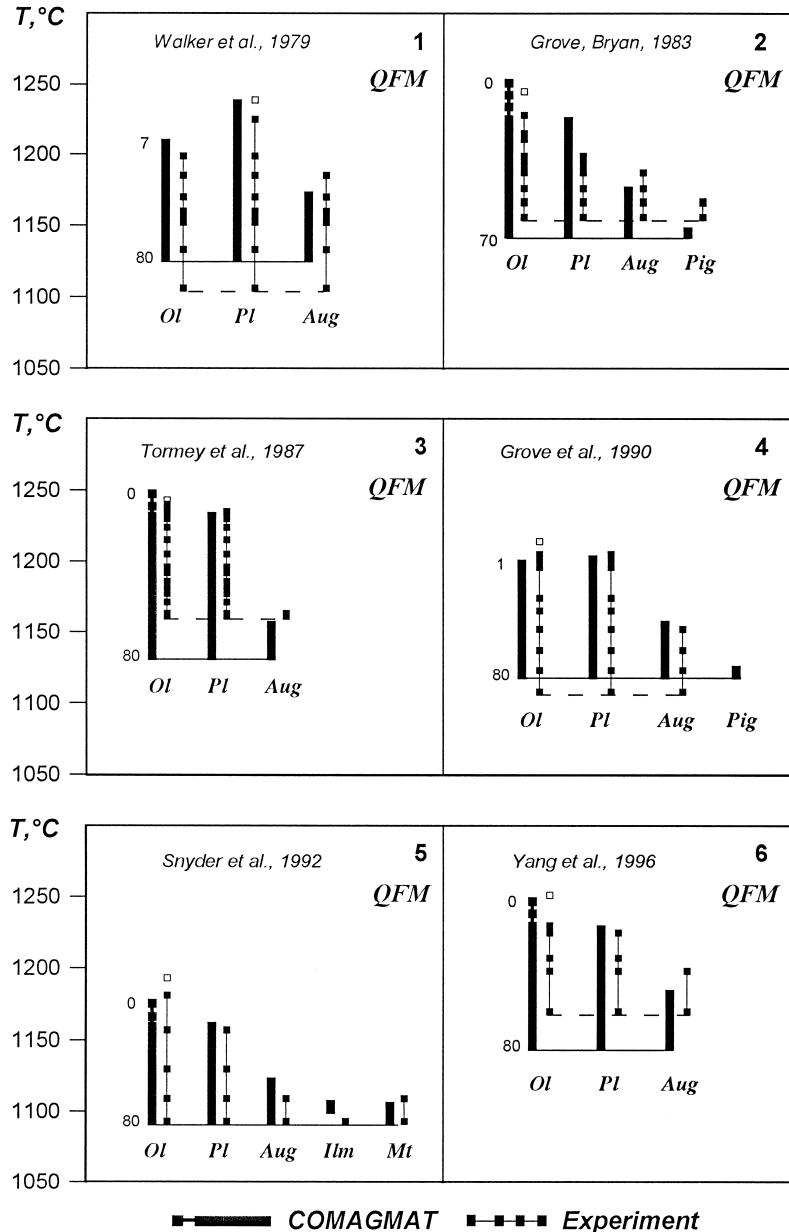 T,°C
1250
1200
1150
1100
1050
Walker et al., 1979
1
QFM
7
80
Ol Pl Aug
Grove, Bryan, 1983
2
QFM
0
70
Ol Pl Aug Pig
T,°C
1250
1200
1150
1100
1050
Tormey et al., 1987
3
QFM
0
80
Ol Pl Aug
Grove et al., 1990
4
QFM
1
80
Ol Pl Aug Pig
T,°C
1250
1200
1150
1100
1050
Snyder et al., 1992
5
QFM
0
80
Ol Pl Aug Ilm Mt
Yang et al., 1996
6
QFM
0
80
Ol Pl Aug
COMAGMAT Experiment